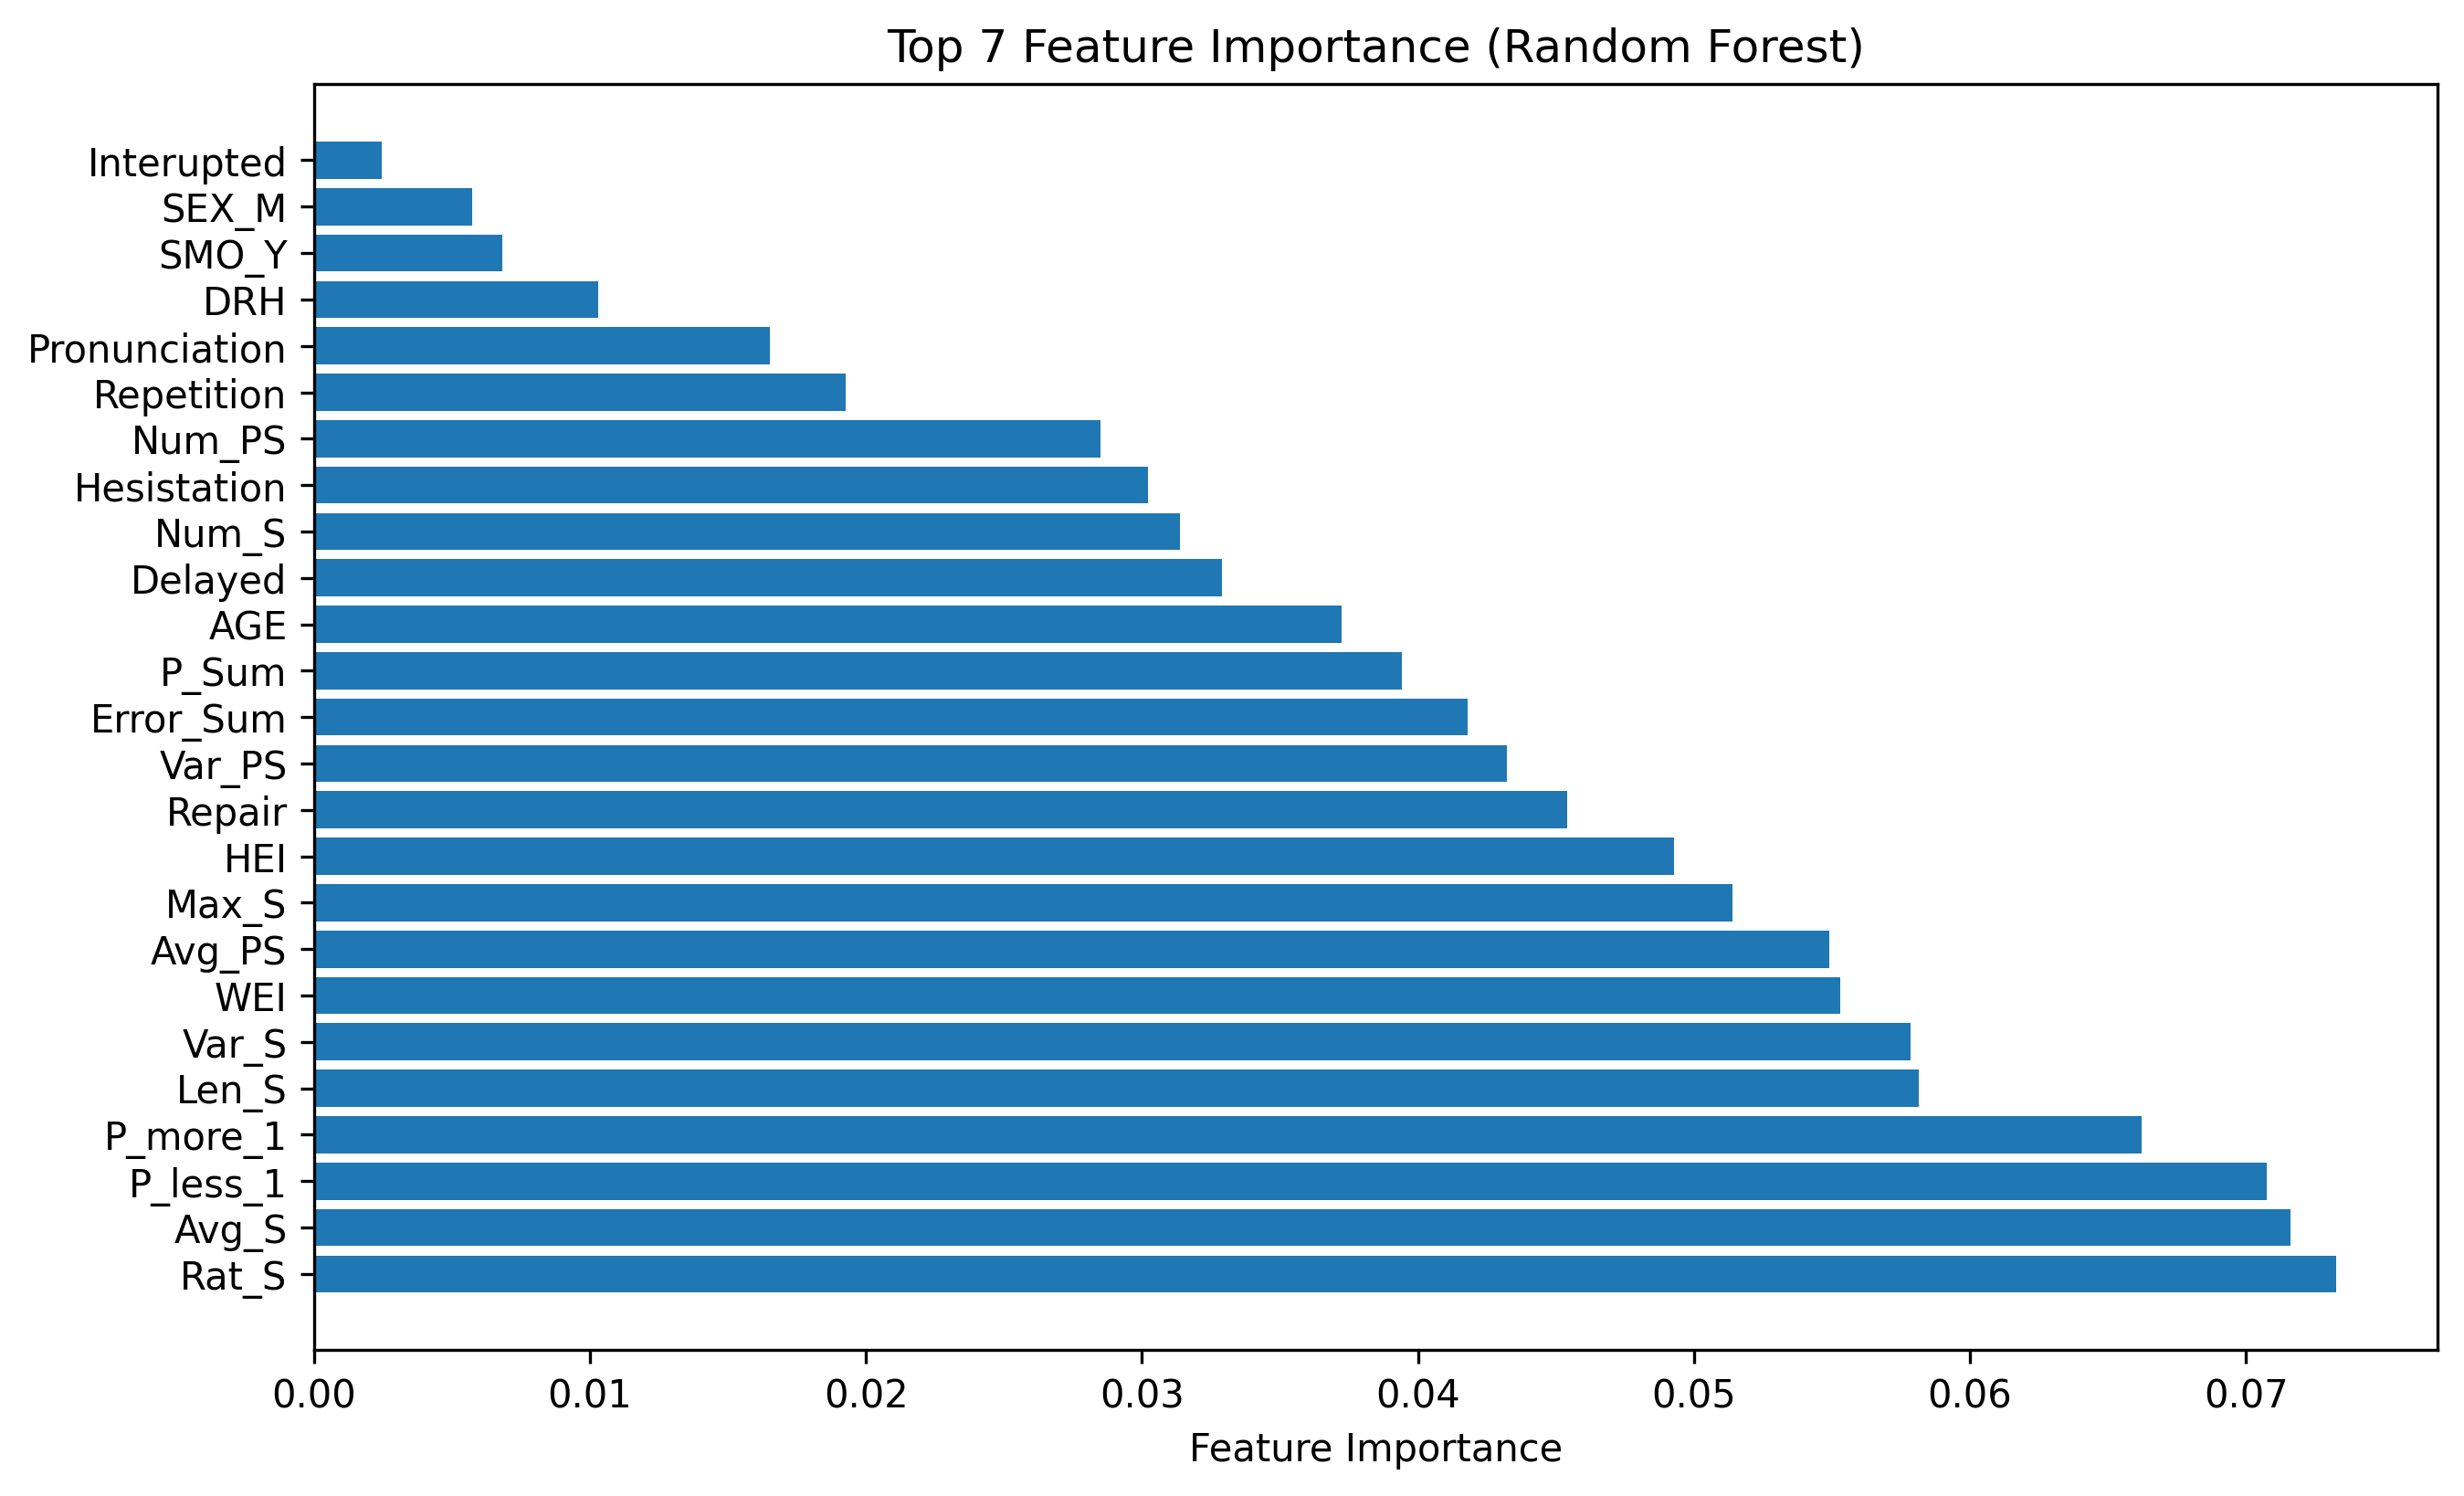 Top 7 Feature Importance (Random Forest)
Interupted
SEX_M
SMO_Y
DRH
Pronunciation
Repetition
Num_PS
Hesistation
Num_S
Delayed
AGE
P_Sum
Error_Sum
Var_PS
Repair
HEI
Max_S
Avg_PS
WEI
Var_S
Len_S
P_more_1
P_less_1
Avg_S
Rat_S
0.00 0.01 0.02 0.03 0.04 0.05 0.06 0.07
Feature Importance